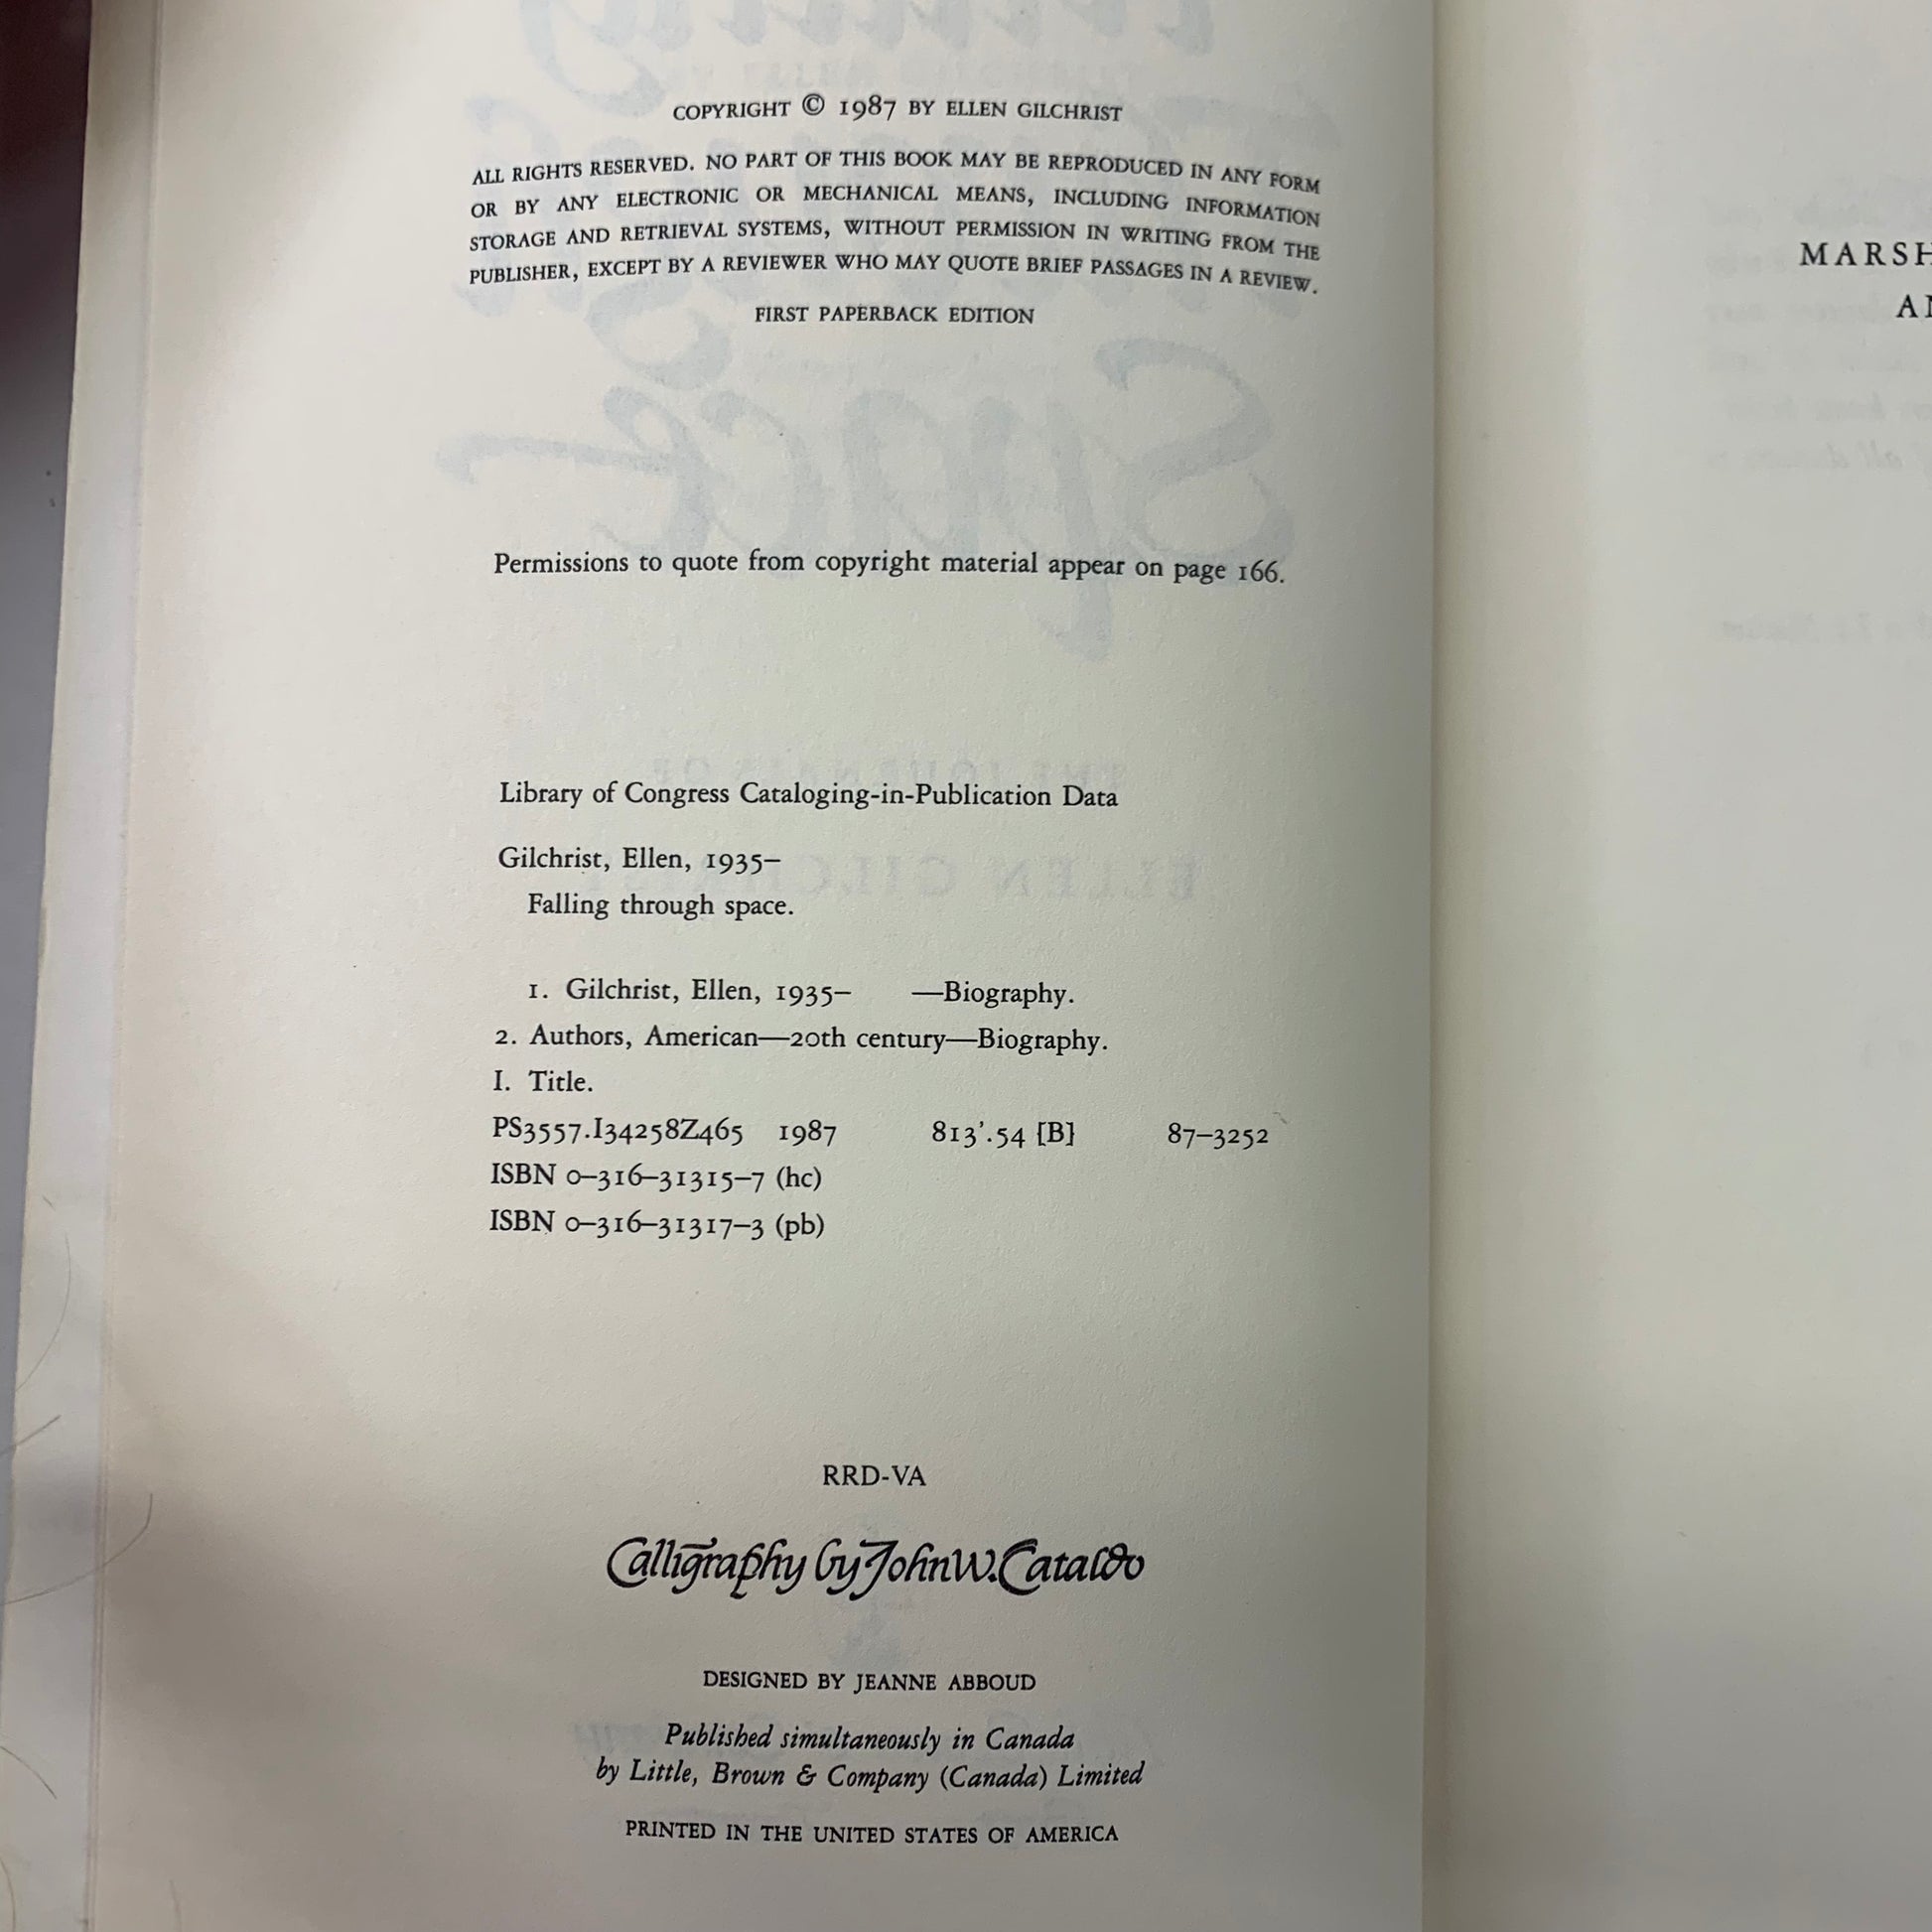 COPYRIGHT © 1987 BY ELLEN GILCHRIST
ALL RIGHTS RESERVED. NO PART OF THIS BOOK MAY BE REPRODUCED IN ANY FORM
OR BY ANY ELECTRONIC OR MECHANICAL MEANS, INCLUDING INFORMATION
STORAGE AND RETRIEVAL SYSTEMS, WITHOUT PERMISSION IN WRITING FROM THE
PUBLISHER, EXCEPT BY A REVIEWER WHO MAY QUOTE BRIEF PASSAGES IN A REVIEW.
FIRST PAPERBACK EDITION
Permissions to quote from copyright material appear on page 166.
Library of Congress Cataloging-in-Publication Data
Gilchrist, Ellen, 1935–
Falling through space.
1. Gilchrist, Ellen, 1935– —Biography.
2. Authors, American—20th century—Biography.
I. Title.
PS3557.I34258Z465 1987 813'.54 [B] 87–3252
ISBN 0–316–31315–7 (hc)
ISBN 0–316–31317–3 (pb)
RRD-VA
Calligraphy by John W. Cataldo
DESIGNED BY JEANNE ABBOUD
Published simultaneously in Canada
by Little, Brown & Company (Canada) Limited
PRINTED IN THE UNITED STATES OF AMERICA
MARSH